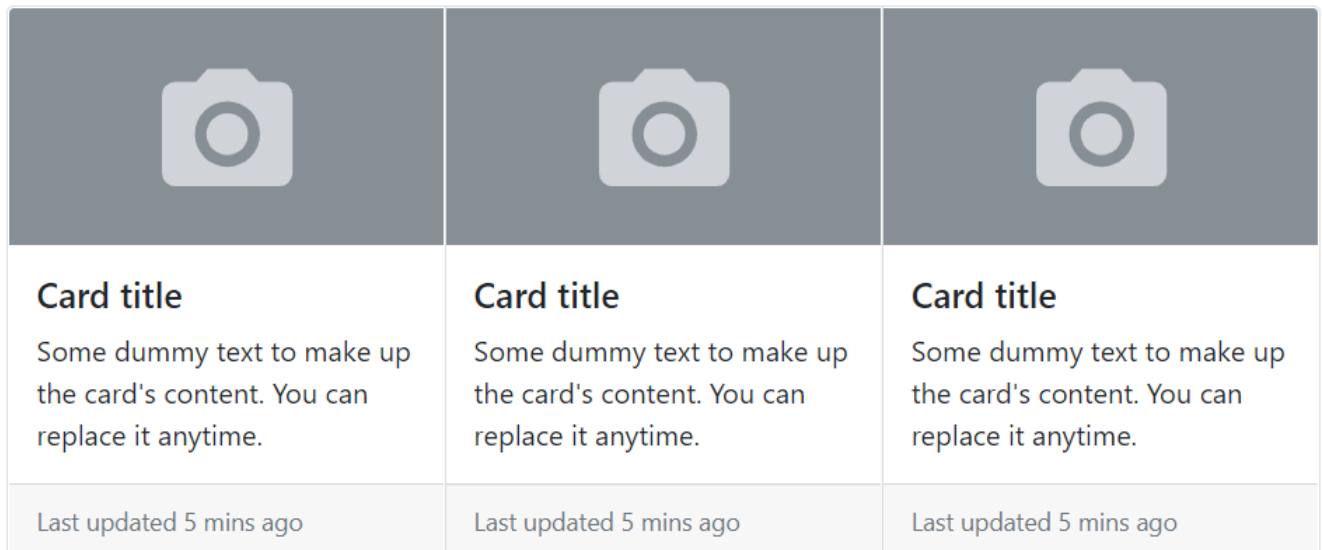 Card title
Some dummy text to make up
the card's content. You can
replace it anytime.
Last updated 5 mins ago
Card title
Some dummy text to make up
the card's content. You can
replace it anytime.
Last updated 5 mins ago
Card title
Some dummy text to make up
the card's content. You can
replace it anytime.
Last updated 5 mins ago